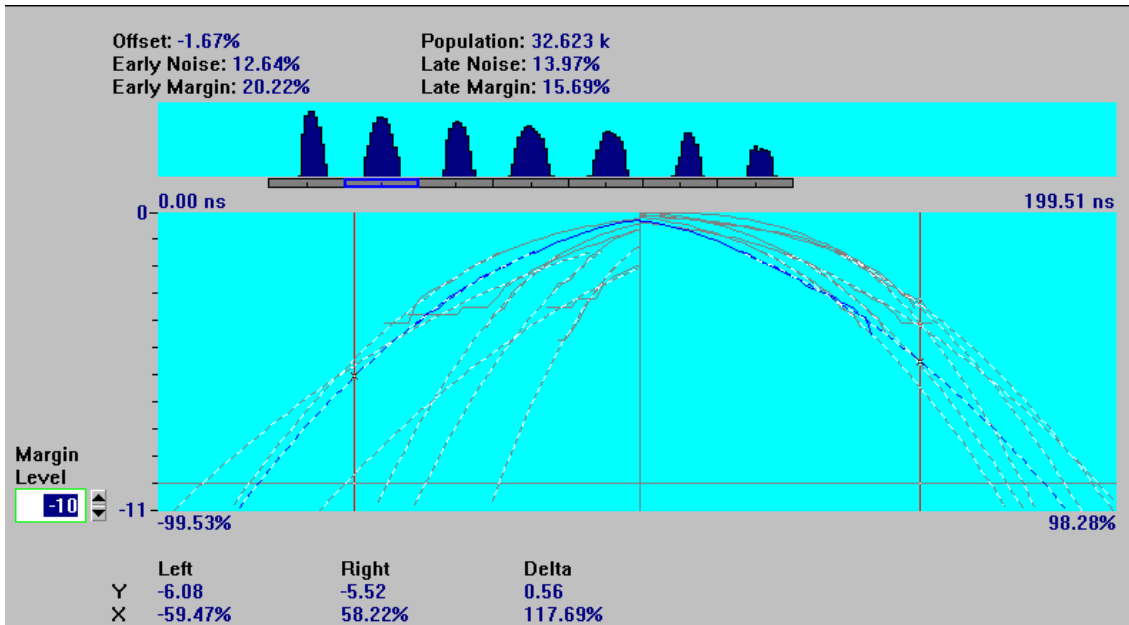 Offset: -1.67% Population: 32.623 k
Early Noise: 12.64% Late Noise: 13.97%
Early Margin: 20.22% Late Margin: 15.69%
0.00 ns 199.51 ns
0
Margin
Level
-10
-11
-99.53% 98.28%
Left Right Delta
Y -6.08 -5.52 0.56
X -59.47% 58.22% 117.69%